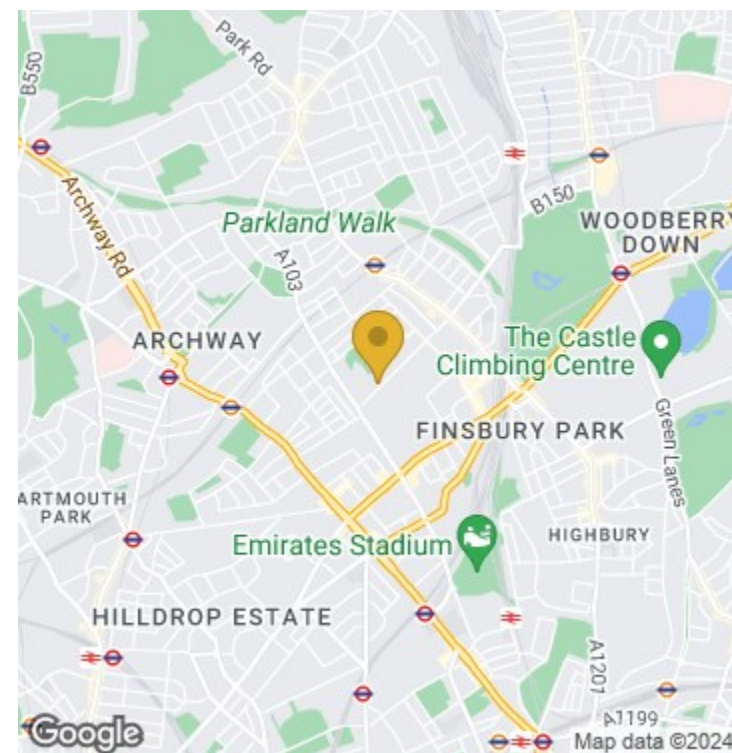 B550
Park Rd
Archway Rd
B150
Parkland Walk
WOODBERRY
DOWN
A103
ARCHWAY
The Castle
Climbing Centre
FINSBURY PARK
Green Lanes
ARTMOUTH
PARK
Emirates Stadium
HIGHBURY
HILLDROP ESTATE
A1201
A1199
Google
Map data ©2024